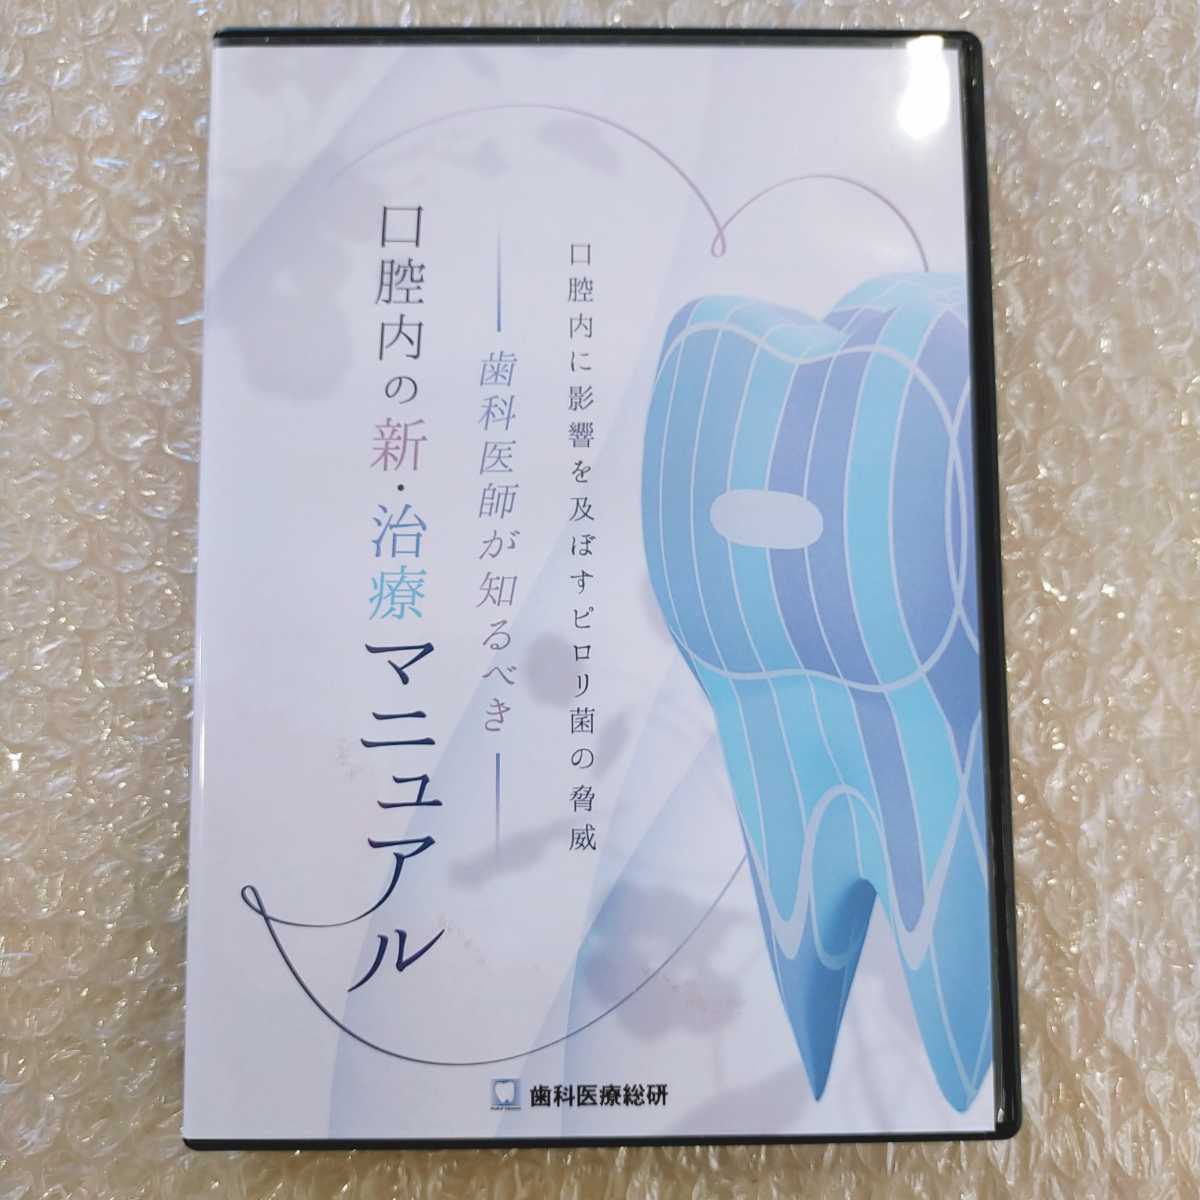 口腔内に影響を及ぼすピロリ菌の脅威
歯科医師が知るべき
口腔内の新・治療マニュアル
歯科医療総研